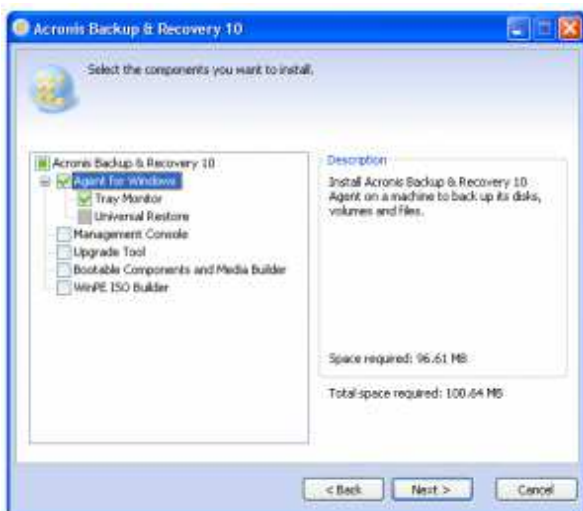 Acronis Backup & Recovery 10
Select the components you want to install.
Acronis Backup & Recovery 10
Agent for Windows
Tray Monitor
Universal Restore
Management Console
Upgrade Tool
Bootable Components and Media Builder
WinPE ISO Builder
Description
Install Acronis Backup & Recovery 10
Agent on a machine to back up its disks,
volumes and files.
Space required: 96.61 MB
Total space required: 100.64 MB
< Back
Next >
Cancel